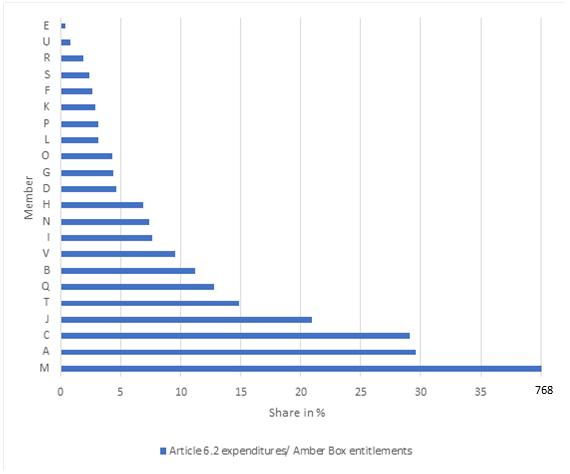 E
U
R
S
F
K
P
L
O
G
D
H
N
I
V
B
Q
T
J
C
A
M
Member
0 5 10 15 20 25 30 35 768
Share in %
Article 6.2 expenditures/ Amber Box entitlements